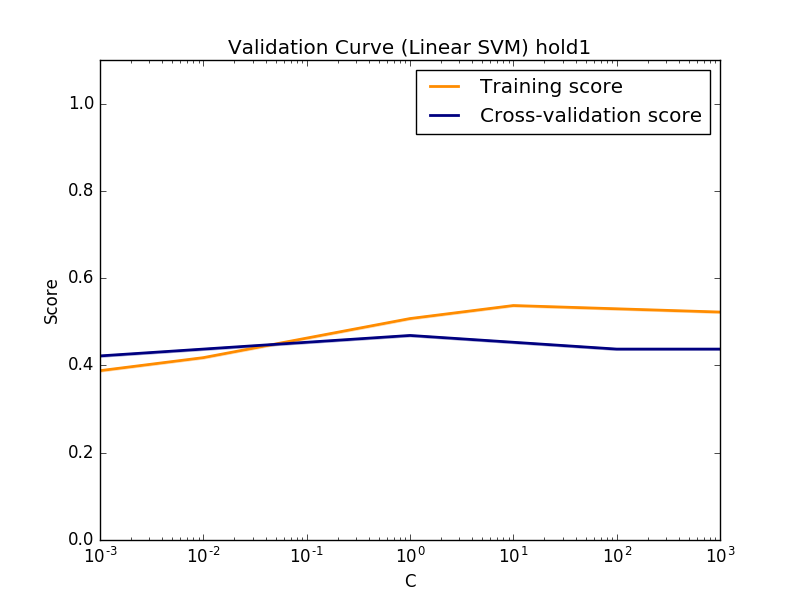 Validation Curve (Linear SVM) hold1
Training score
Cross-validation score
1.0
0.8
0.6
0.4
0.2
0.0
Score
10^-3 10^-2 10^-1 10^0 10^1 10^2 10^3
C